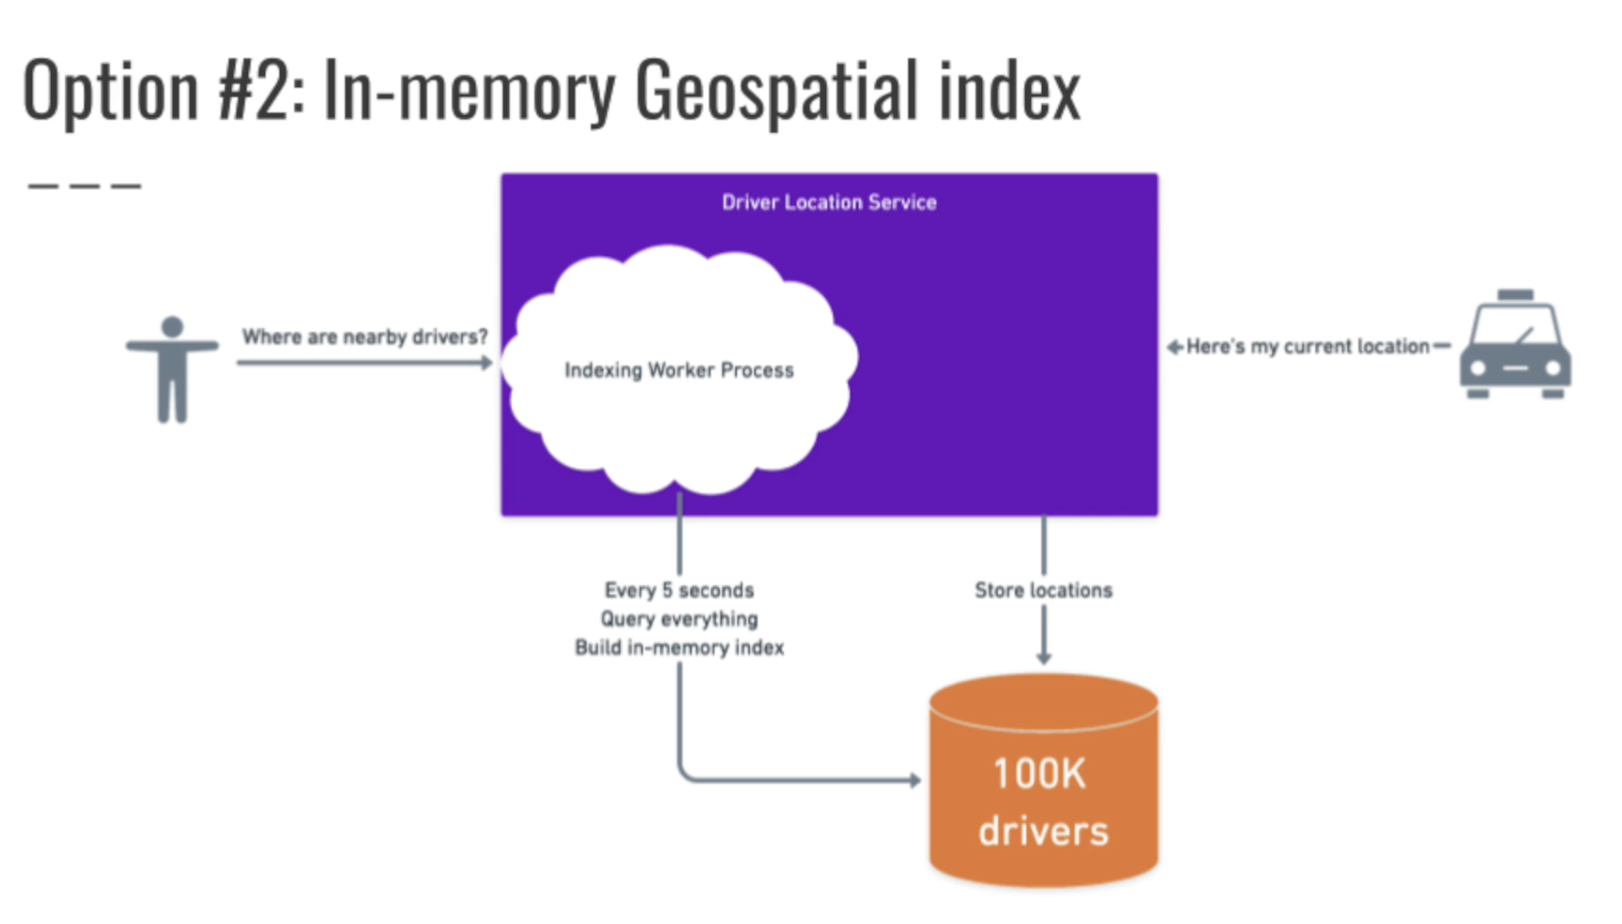 Option #2: In-memory Geospatial index
Driver Location Service
Where are nearby drivers?
Indexing Worker Process
Here's my current location
Every 5 seconds
Query everything
Build in-memory index
Store locations
100K
drivers